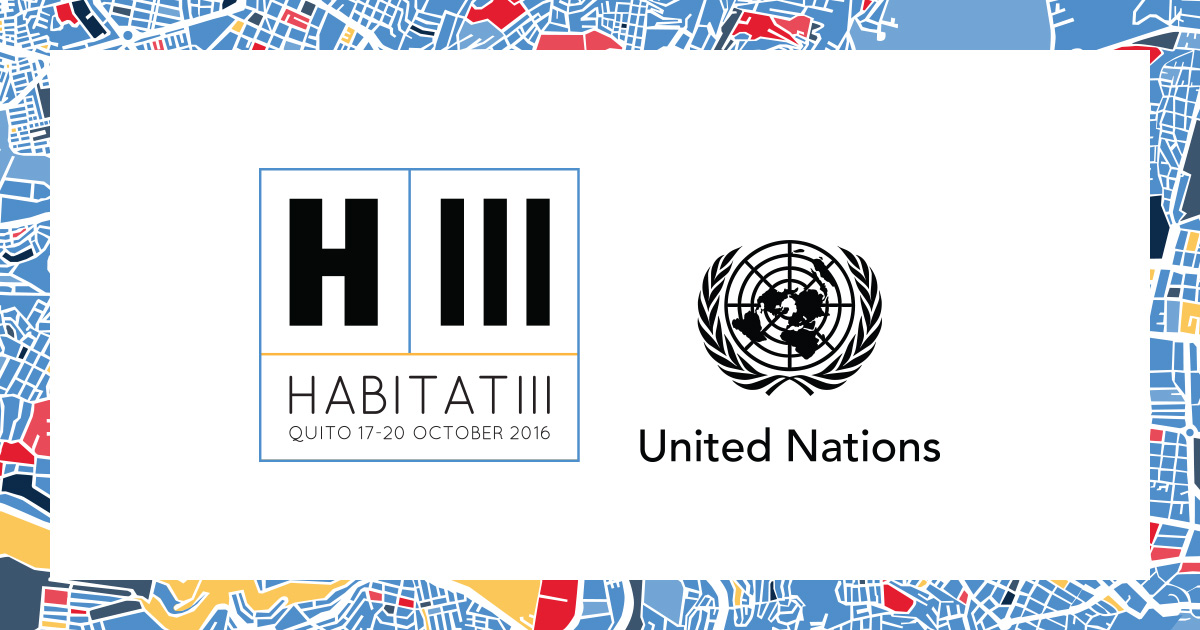 H III
HABITAT III
QUITO 17-20 OCTOBER 2016
United Nations